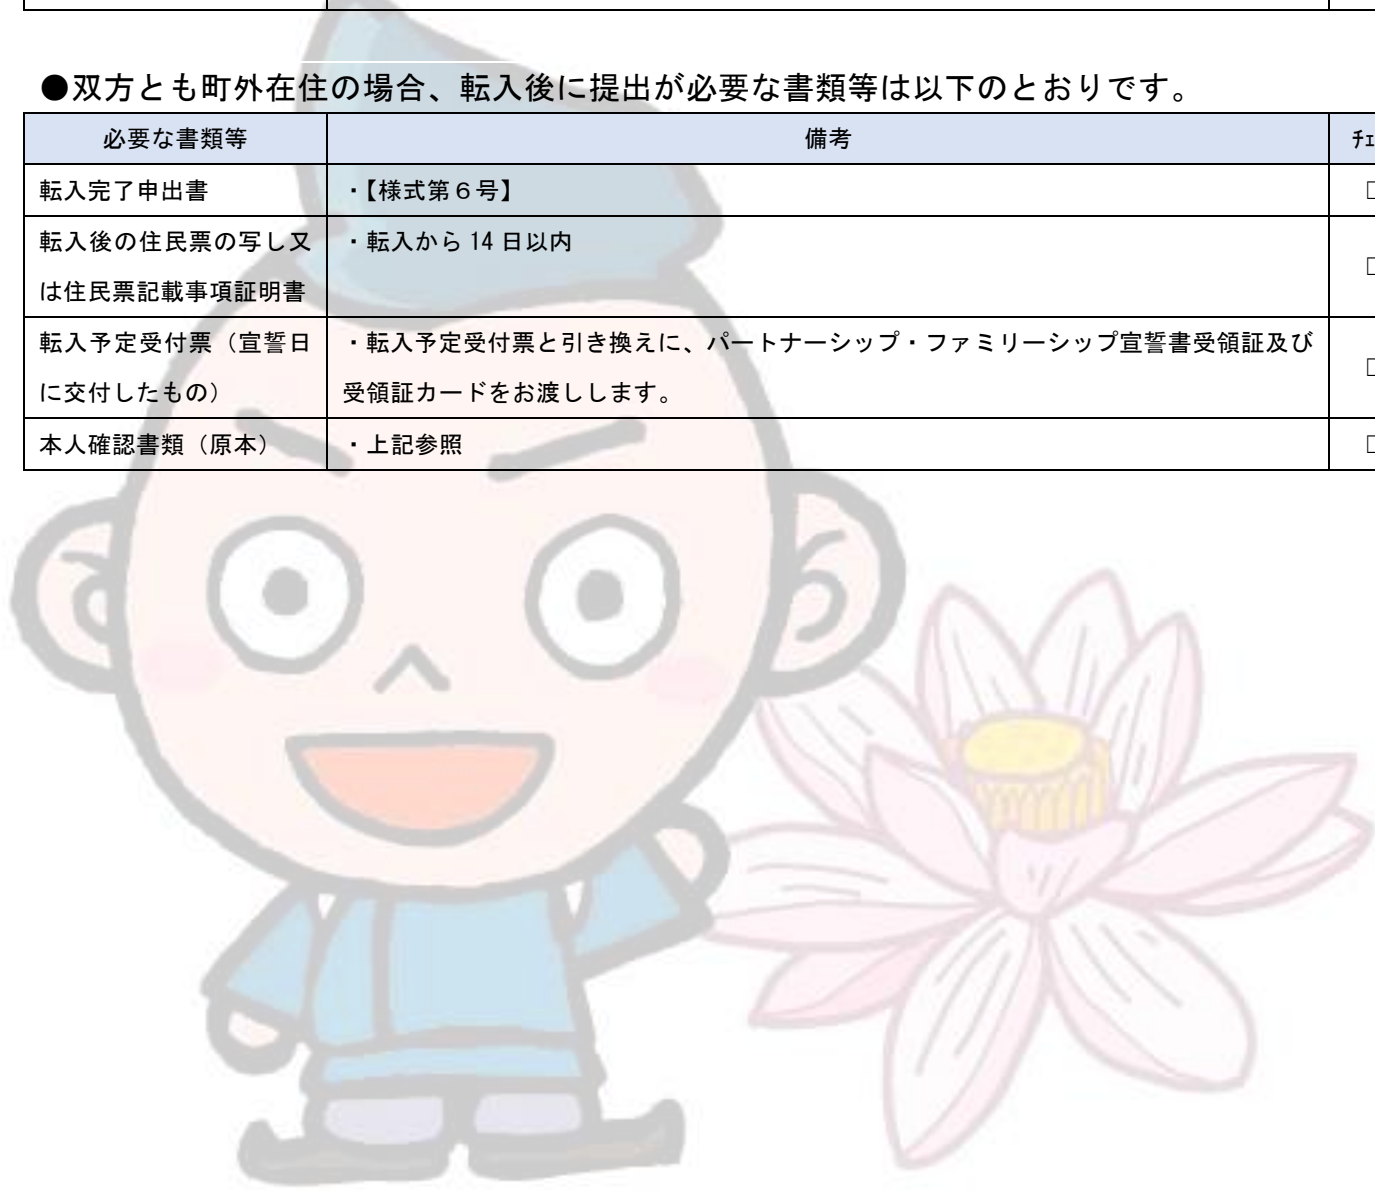 ●双方とも町外在住の場合、転入後に提出が必要な書類等は以下のとおりです。
必要な書類等 備考 ﾁｪ
転入完了申出書 ・【様式第６号】 □
転入後の住民票の写し又 ・転入から 14 日以内
は住民票記載事項証明書 □
転入予定受付票（宣誓日 ・転入予定受付票と引き換えに、パートナーシップ・ファミリーシップ宣誓書受領証及び
に交付したもの） 受領証カードをお渡しします。 □
本人確認書類（原本） ・上記参照 □